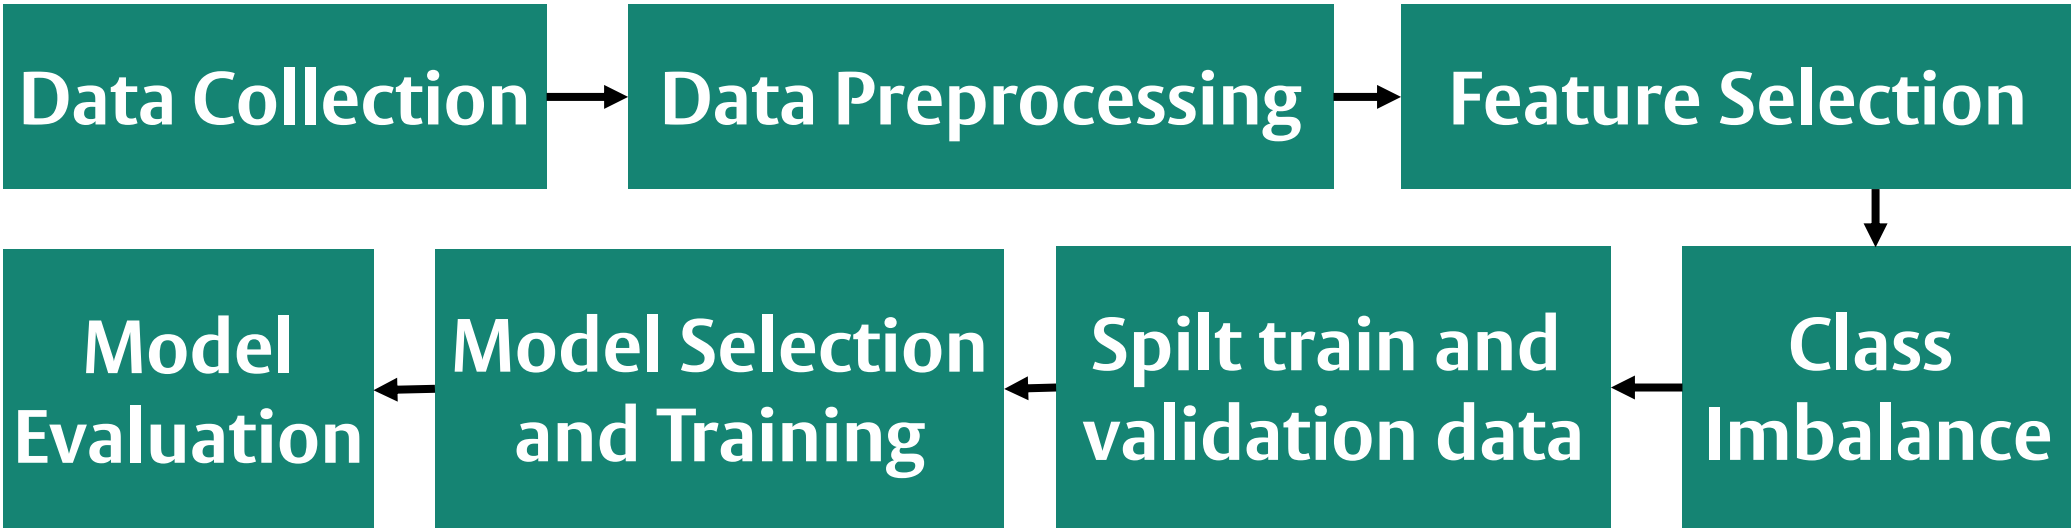 Data Collection
Data Preprocessing
Feature Selection
Class
Imbalance
Spilt train and
validation data
Model Selection
and Training
Model
Evaluation